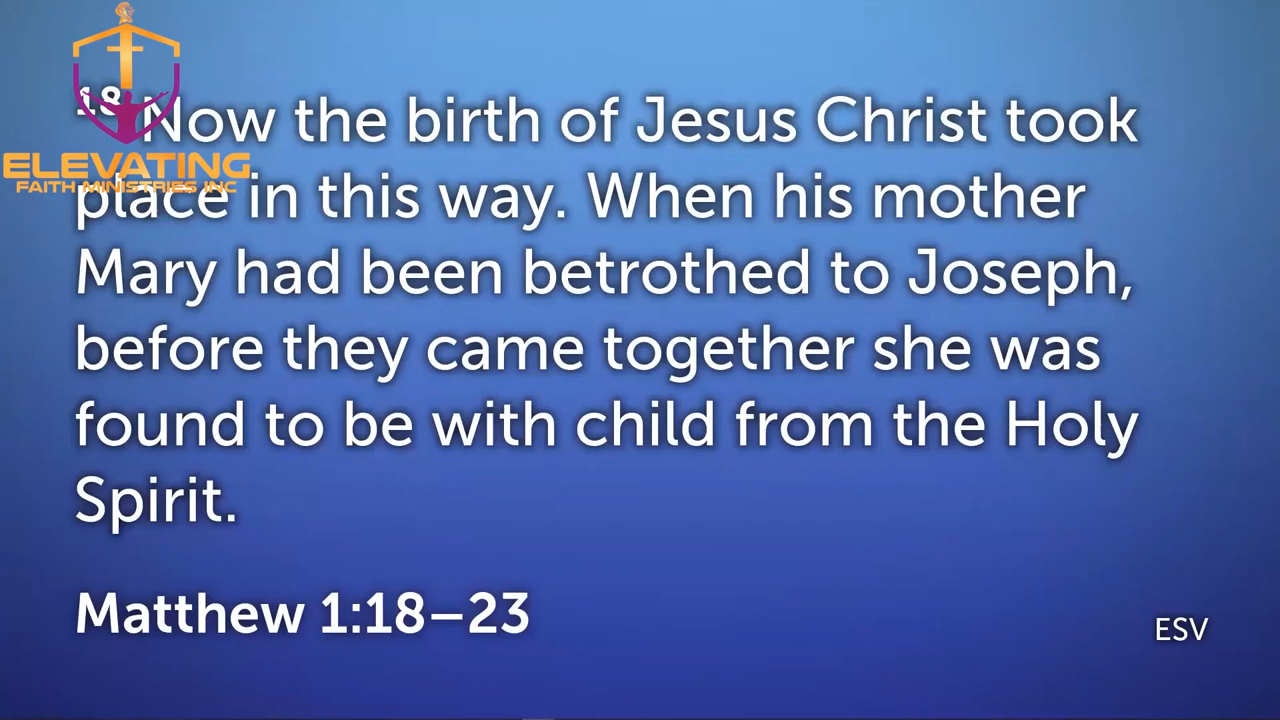 ELEVATING
FAITH MINISTRIES INC
18 Now the birth of Jesus Christ took
place in this way. When his mother
Mary had been betrothed to Joseph,
before they came together she was
found to be with child from the Holy
Spirit.
Matthew 1:18–23
ESV